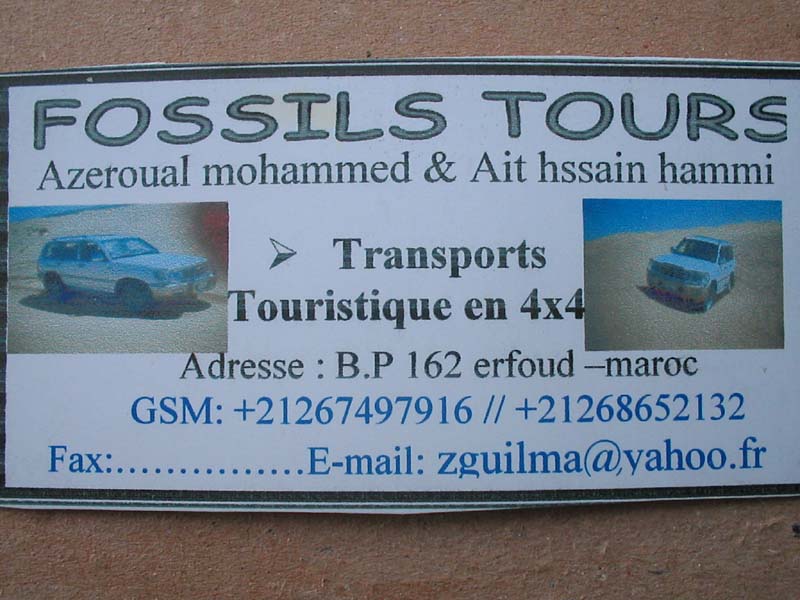 FOSSILS TOURS
Azeroual mohammed & Ait hssain hammi
➢ Transports
Touristique en 4x4
Adresse : B.P 162 erfoud –maroc
GSM: +21267497916 // +21268652132
Fax:……………E-mail: zguilma@yahoo.fr